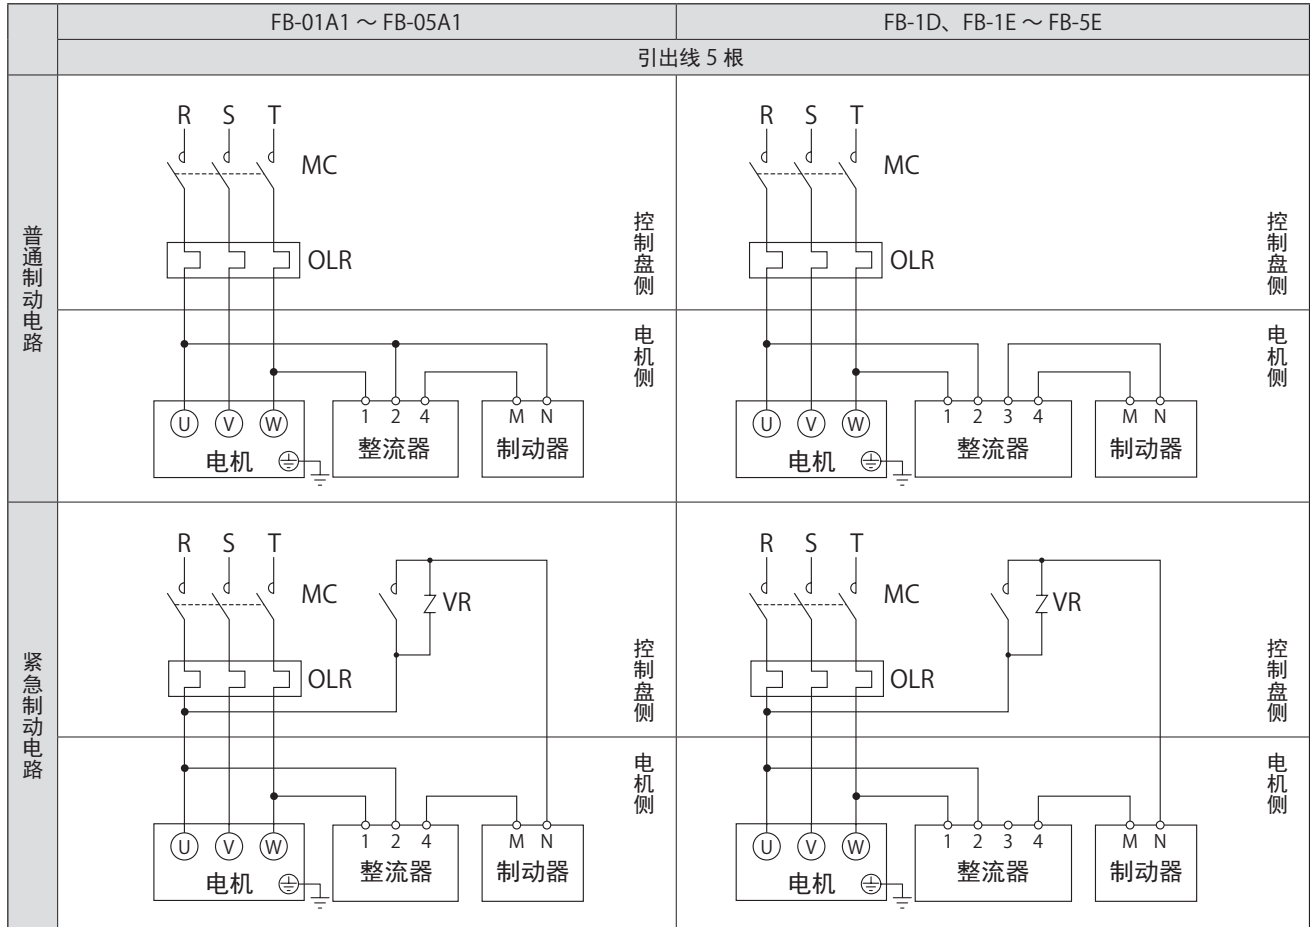 FB-01A1 ～ FB-05A1
FB-1D、FB-1E ～ FB-5E
引出线 5 根
普通制动电路
R S T
MC
OLR
控制盘侧
电机侧
U V W
电机
1 2 4
整流器
M N
制动器
R S T
MC
OLR
控制盘侧
电机侧
U V W
电机
1 2 3 4
整流器
M N
制动器
紧急制动电路
R S T
MC
VR
OLR
控制盘侧
电机侧
U V W
电机
1 2 4
整流器
M N
制动器
R S T
MC
VR
OLR
控制盘侧
电机侧
U V W
电机
1 2 3 4
整流器
M N
制动器